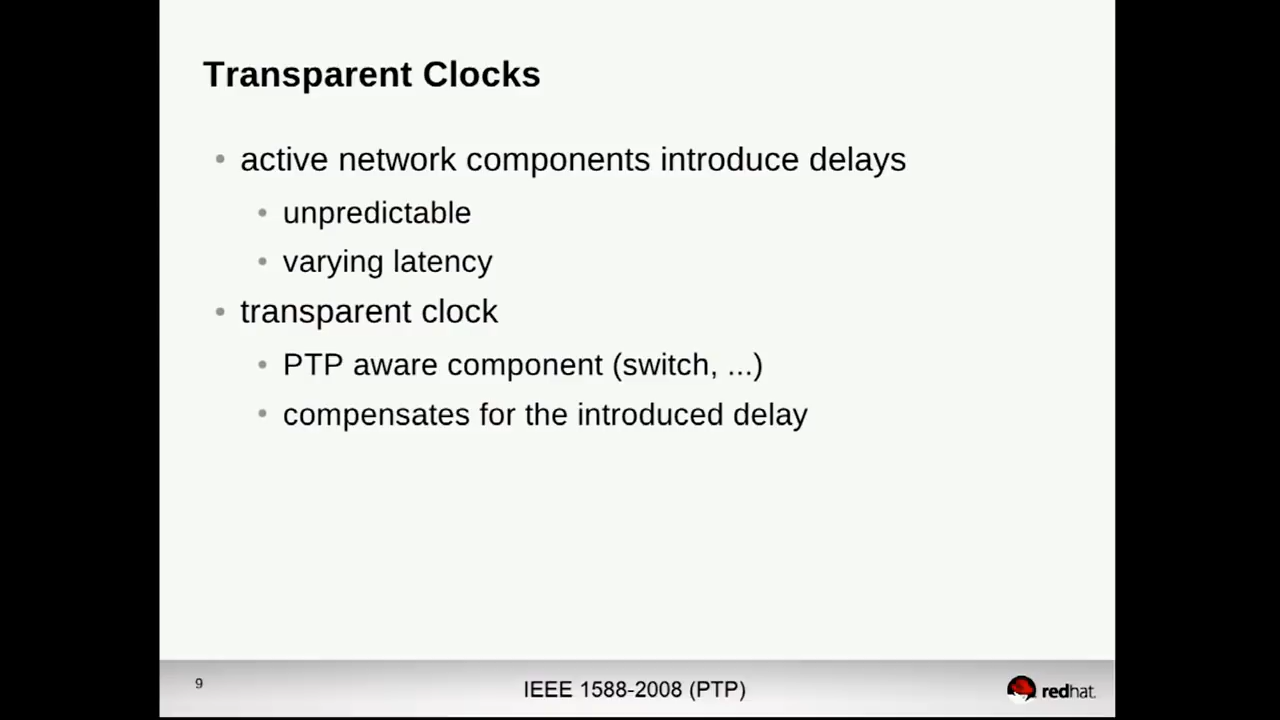 Transparent Clocks
• active network components introduce delays
• unpredictable
• varying latency
• transparent clock
• PTP aware component (switch, ...)
• compensates for the introduced delay
9
IEEE 1588-2008 (PTP)
redhat.